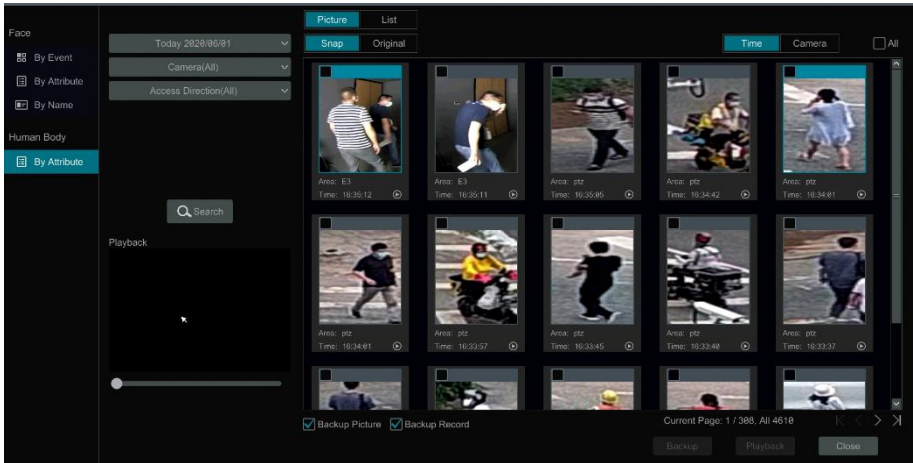 Picture List
Face
Today 2020/06/01
Snap Original
Time Camera
All
By Event
Camera(All)
By Attribute
Access Direction(All)
By Name
Human Body
By Attribute
Area: E3
Time: 16:35:12
Area: E3
Time: 16:35:11
Area: ptz
Time: 16:35:05
Area: ptz
Time: 16:34:42
Area: ptz
Time: 16:34:01
Search
Playback
Area: ptz
Time: 16:34:01
Area: ptz
Time: 16:33:57
Area: ptz
Time: 16:33:45
Area: ptz
Time: 16:33:40
Area: ptz
Time: 16:33:37
Backup Picture Backup Record
Current Page: 1 / 308, All 4610
Backup Playback Close